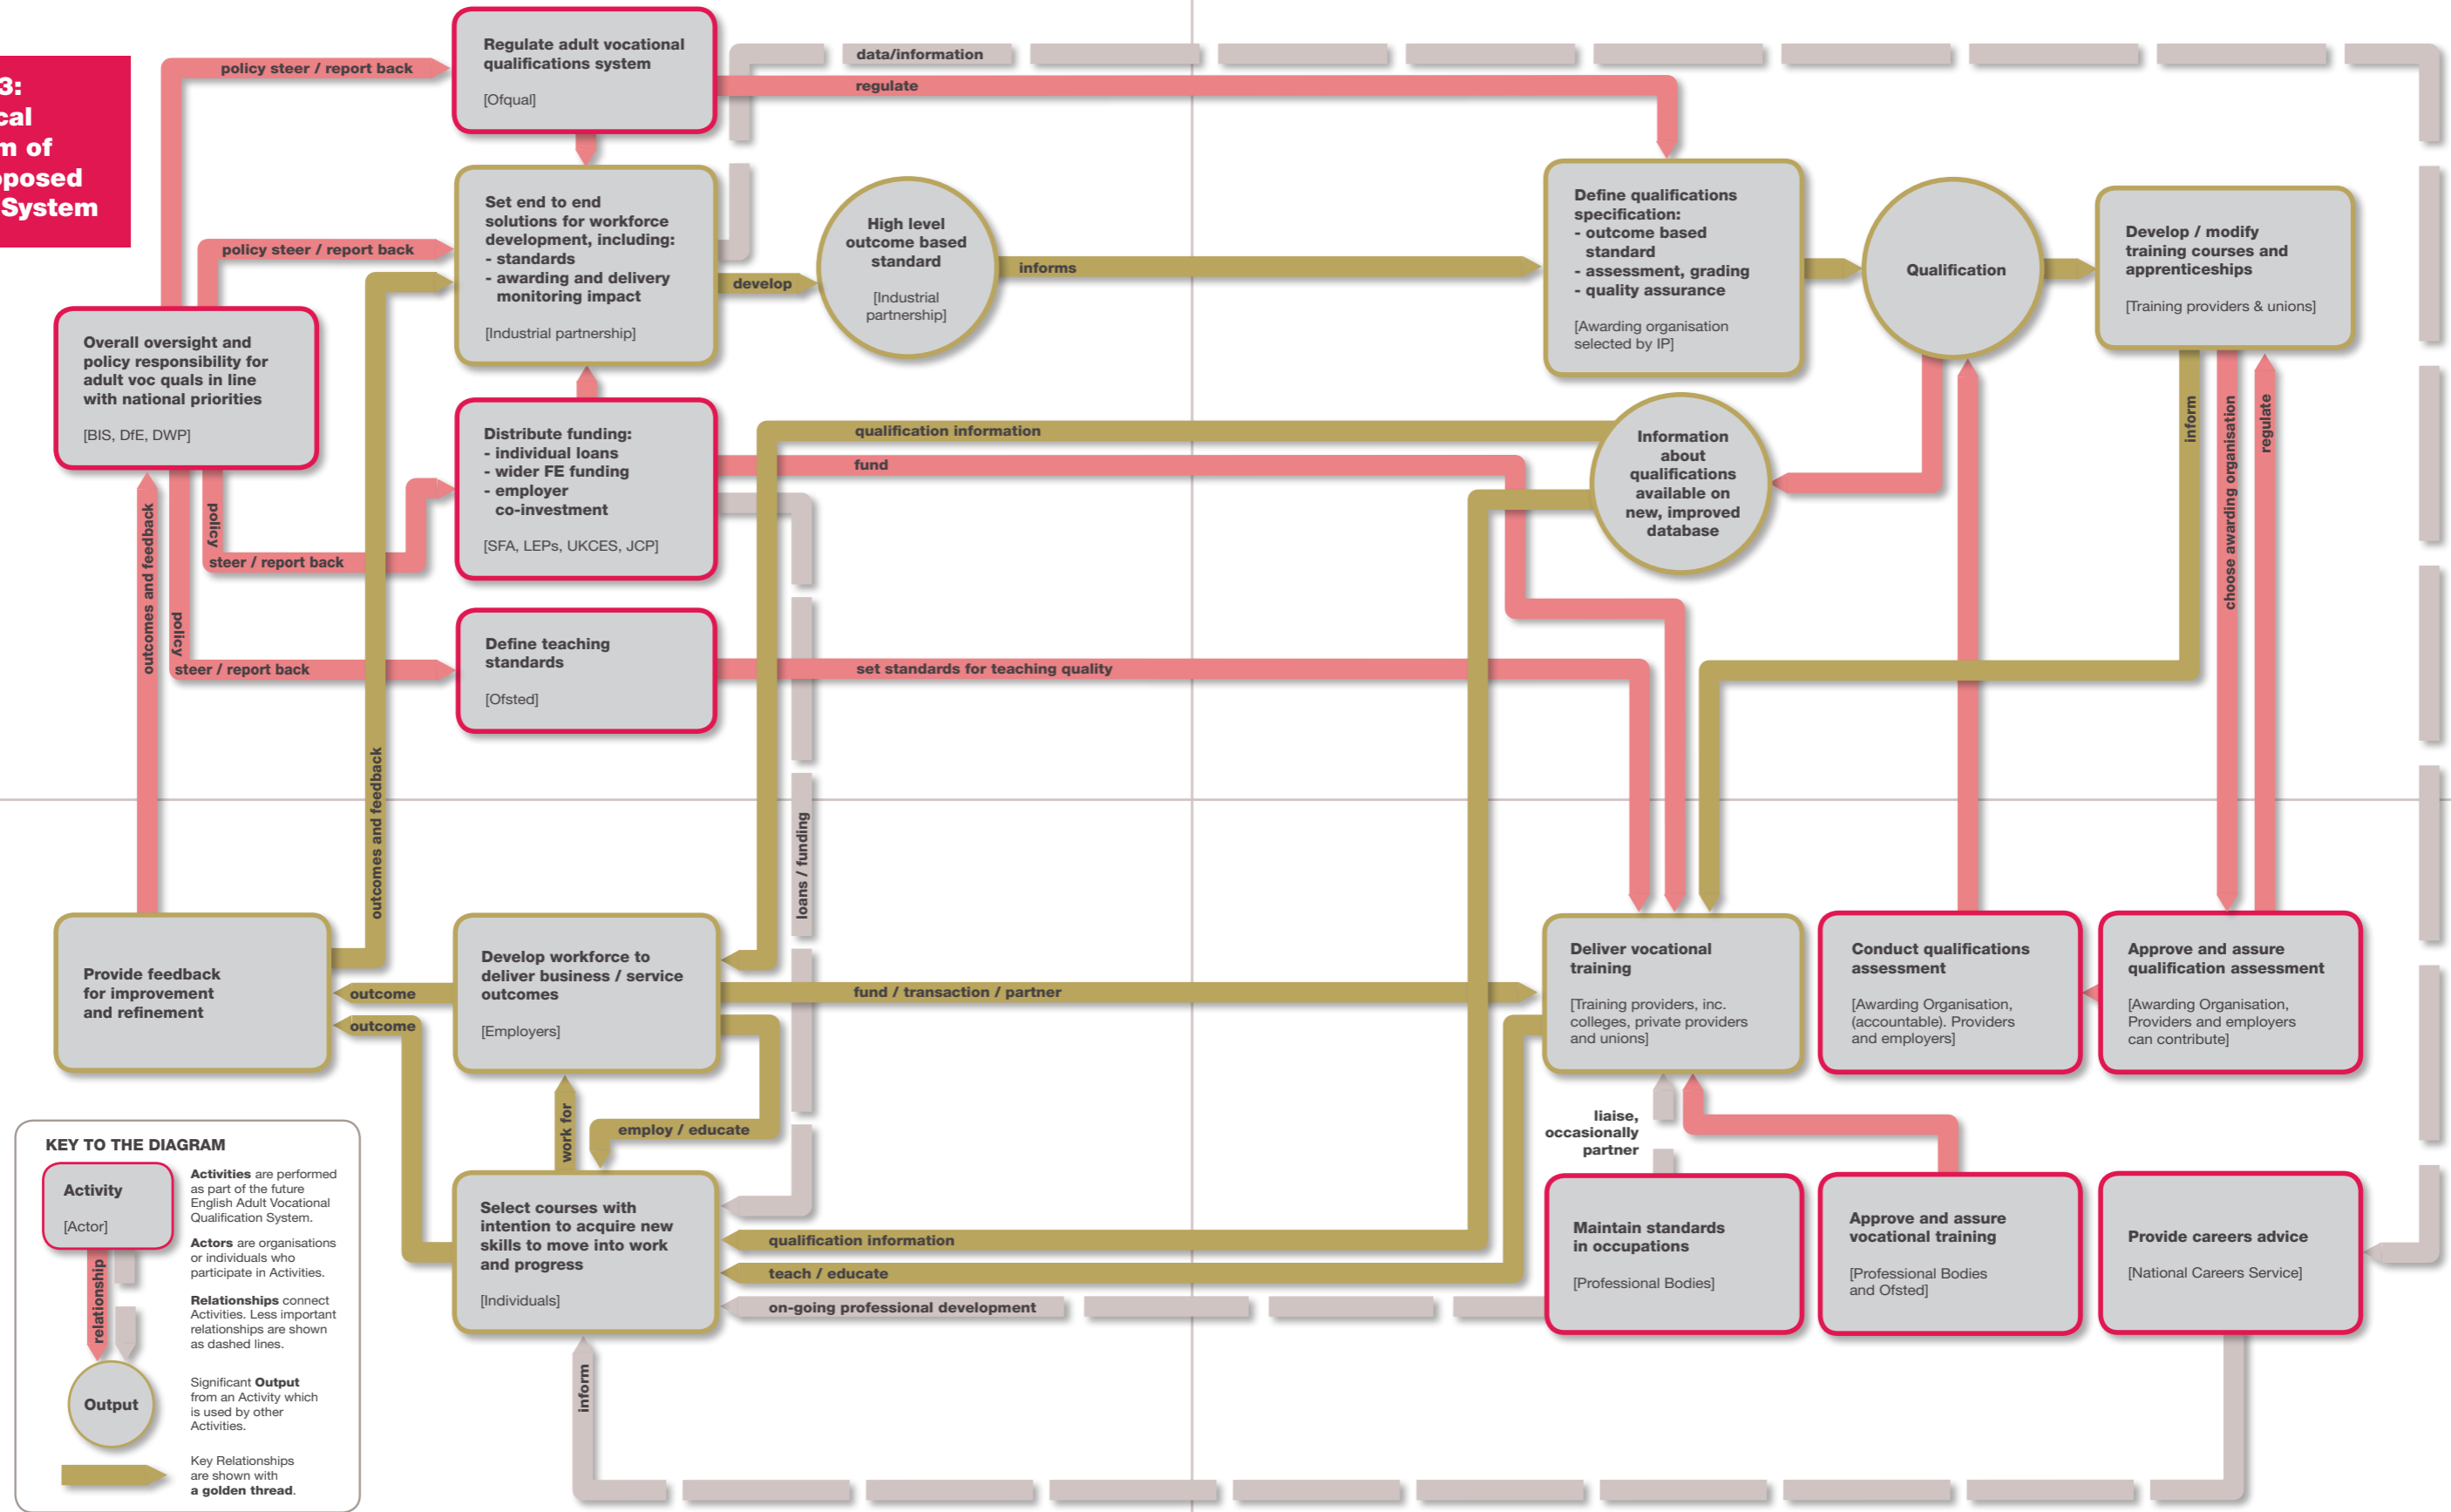 3:
cal
m of
posed
System
policy steer / report back
Regulate adult vocational
qualifications system
[Ofqual]
data/information
regulate
policy steer / report back
Set end to end
solutions for workforce
development, including:
- standards
- awarding and delivery
monitoring impact
[Industrial partnership]
develop
High level
outcome based
standard
[Industrial
partnership]
informs
Define qualifications
specification:
- outcome based
standard
- assessment, grading
- quality assurance
[Awarding organisation
selected by IP]
Qualification
Develop / modify
training courses and
apprenticeships
[Training providers & unions]
Overall oversight and
policy responsibility for
adult voc quals in line
with national priorities
[BIS, DfE, DWP]
Distribute funding:
- individual loans
- wider FE funding
- employer
co-investment
[SFA, LEPs, UKCES, JCP]
qualification information
fund
Information
about
qualifications
available on
new, improved
database
inform
choose awarding organisation
regulate
outcomes and feedback
policy
steer / report back
policy
steer / report back
Define teaching
standards
[Ofsted]
set standards for teaching quality
outcomes and feedback
loans / funding
Provide feedback
for improvement
and refinement
outcome
outcome
Develop workforce to
deliver business / service
outcomes
[Employers]
fund / transaction / partner
Deliver vocational
training
[Training providers, inc.
colleges, private providers
and unions]
Conduct qualifications
assessment
[Awarding Organisation,
(accountable). Providers
and employers]
Approve and assure
qualification assessment
[Awarding Organisation,
Providers and employers
can contribute]
work for
employ / educate
liaise,
occasionally
partner
Select courses with
intention to acquire new
skills to move into work
and progress
[Individuals]
qualification information
teach / educate
on-going professional development
Maintain standards
in occupations
[Professional Bodies]
Approve and assure
vocational training
[Professional Bodies
and Ofsted]
Provide careers advice
[National Careers Service]
inform
KEY TO THE DIAGRAM
Activity
[Actor]
relationship
Output
Activities are performed
as part of the future
English Adult Vocational
Qualification System.
Actors are organisations
or individuals who
participate in Activities.
Relationships connect
Activities. Less important
relationships are shown
as dashed lines.
Significant Output
from an Activity which
is used by other
Activities.
Key Relationships
are shown with
a golden thread.